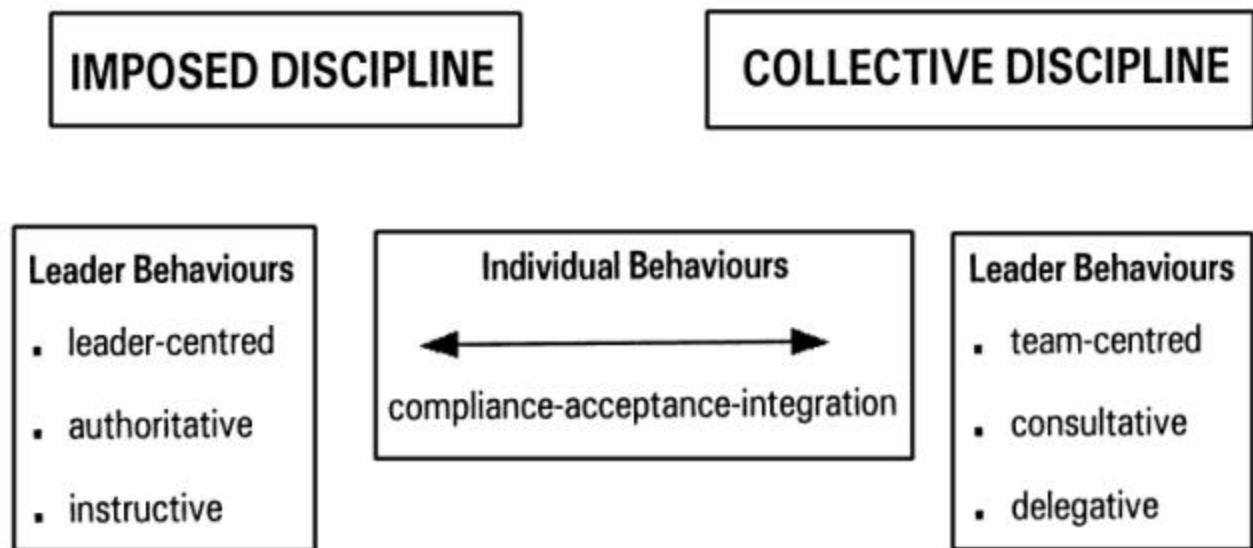 IMPOSED DISCIPLINE
COLLECTIVE DISCIPLINE
Leader Behaviours
. leader-centred
. authoritative
. instructive
Individual Behaviours
compliance-acceptance-integration
Leader Behaviours
. team-centred
. consultative
. delegative